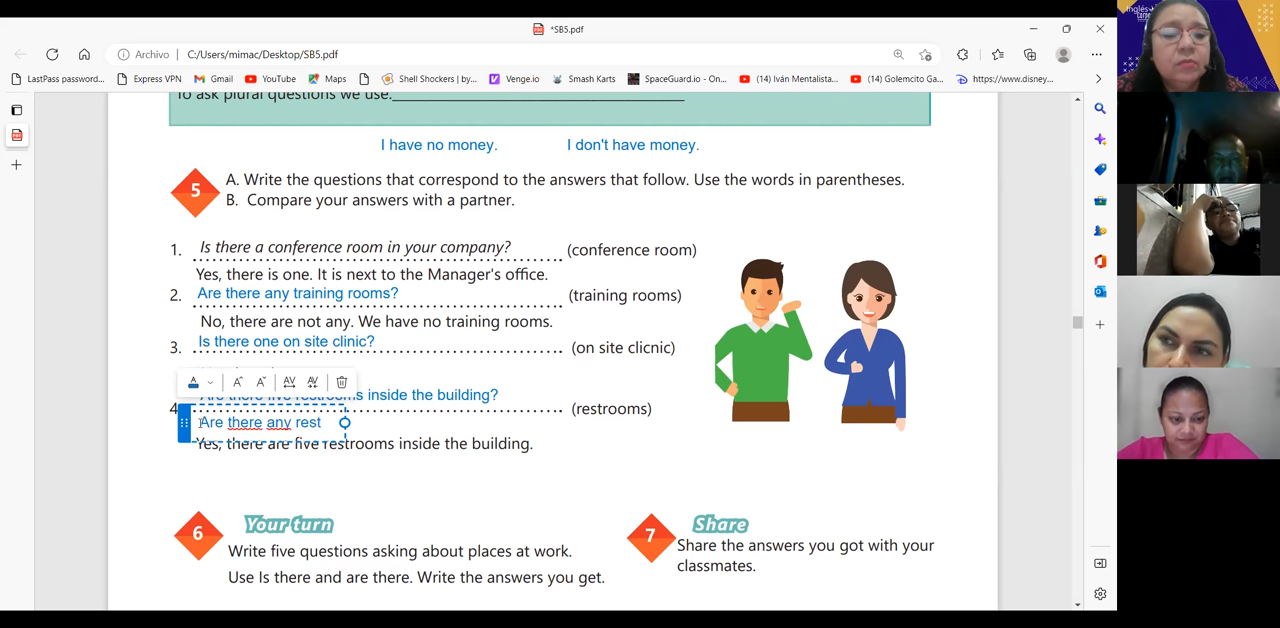 *SB5.pdf
Archivo | C:/Users/mimac/Desktop/SB5.pdf
LastPass password... Express VPN Gmail YouTube Maps Shell Shockers | by... Venge.io Smash Karts SpaceGuard.io - On... (14) Iván Mentalista... (14) Golemcito Ga... https://www.disney...
To ask plural questions we use:
I have no money. I don't have money.
5 A. Write the questions that correspond to the answers that follow. Use the words in parentheses.
B. Compare your answers with a partner.
1. Is there a conference room in your company? (conference room)
Yes, there is one. It is next to the Manager's office.
2. Are there any training rooms? (training rooms)
No, there are not any. We have no training rooms.
3. Is there one on site clinic? (on site clicnic)
Are there five restrooms inside the building?
4 (restrooms)
Are there any rest
Yes, there are five restrooms inside the building.
6 Your turn
Write five questions asking about places at work.
Use Is there and are there. Write the answers you get.
7 Share
Share the answers you got with your
classmates.